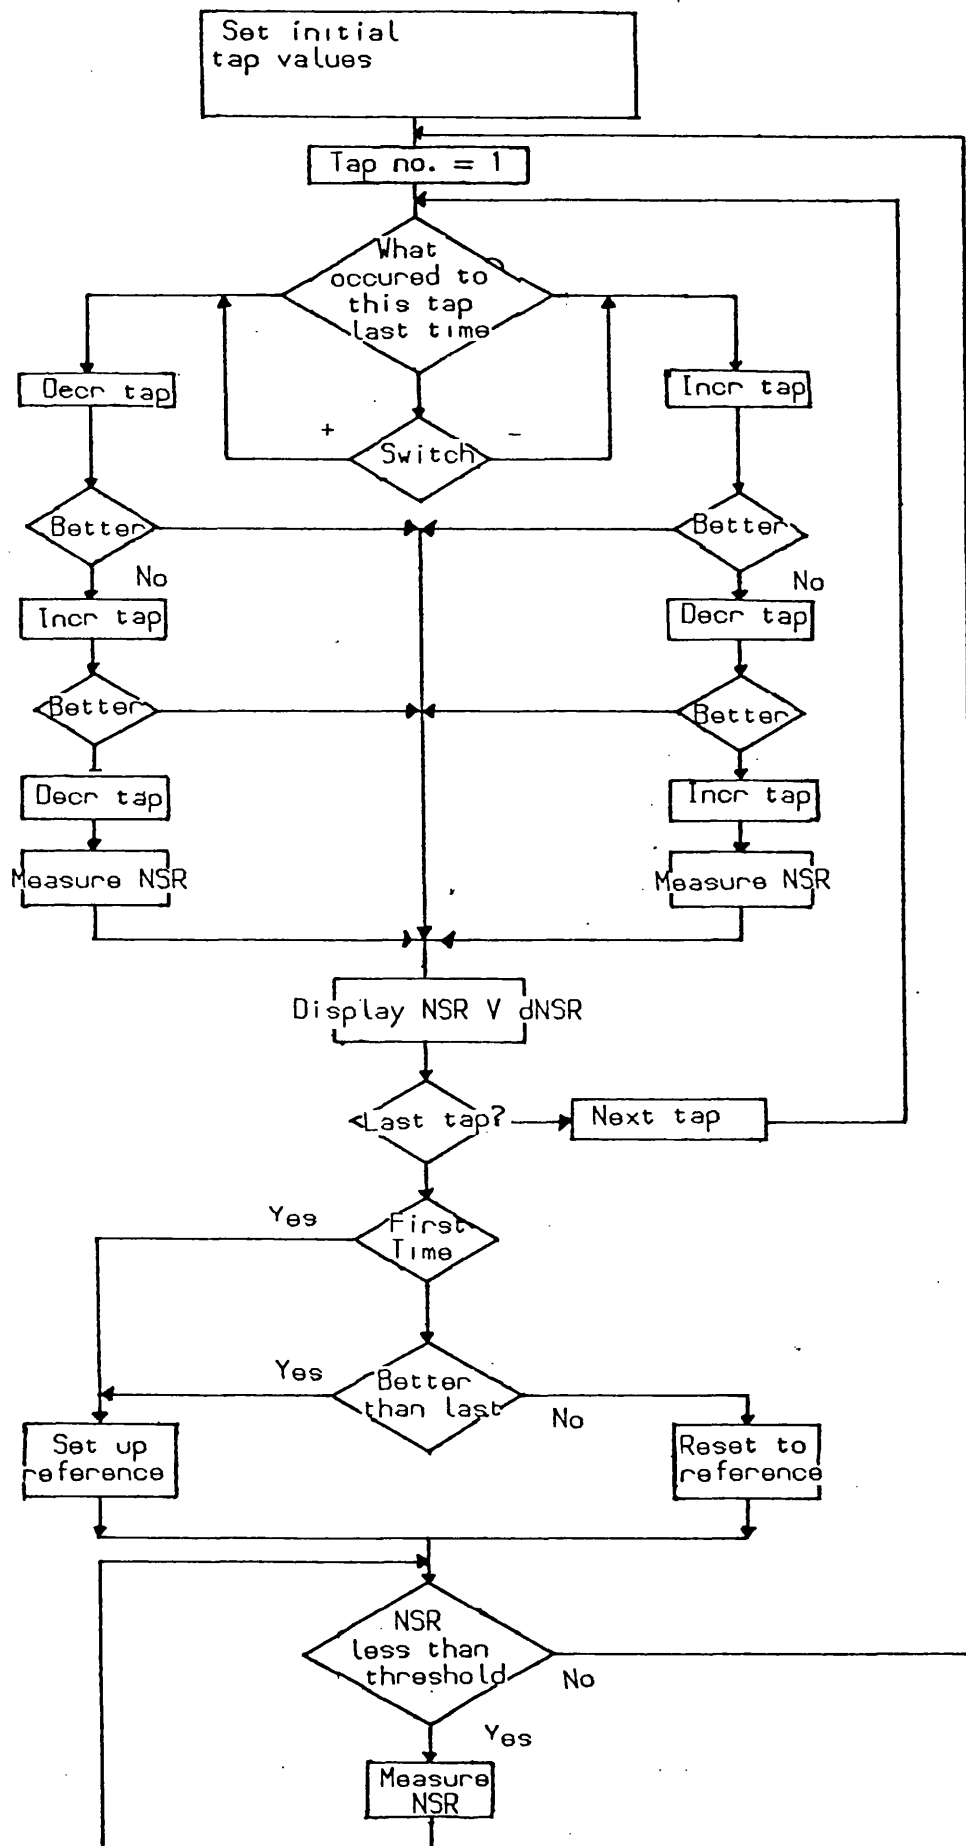 Set initial
tap values
Tap no. = 1
What
occured to
this tap
last time
Decr tap
Incr tap
+
-
Switch
Better
Better
No
No
Incr tap
Decr tap
Better
Better
Decr tap
Incr tap
Measure NSR
Measure NSR
Display NSR V dNSR
Last tap?
Next tap
Yes
First
Time
Yes
Better
than last
No
Set up
reference
Reset to
reference
NSR
less than
threshold
No
Yes
Measure
NSR